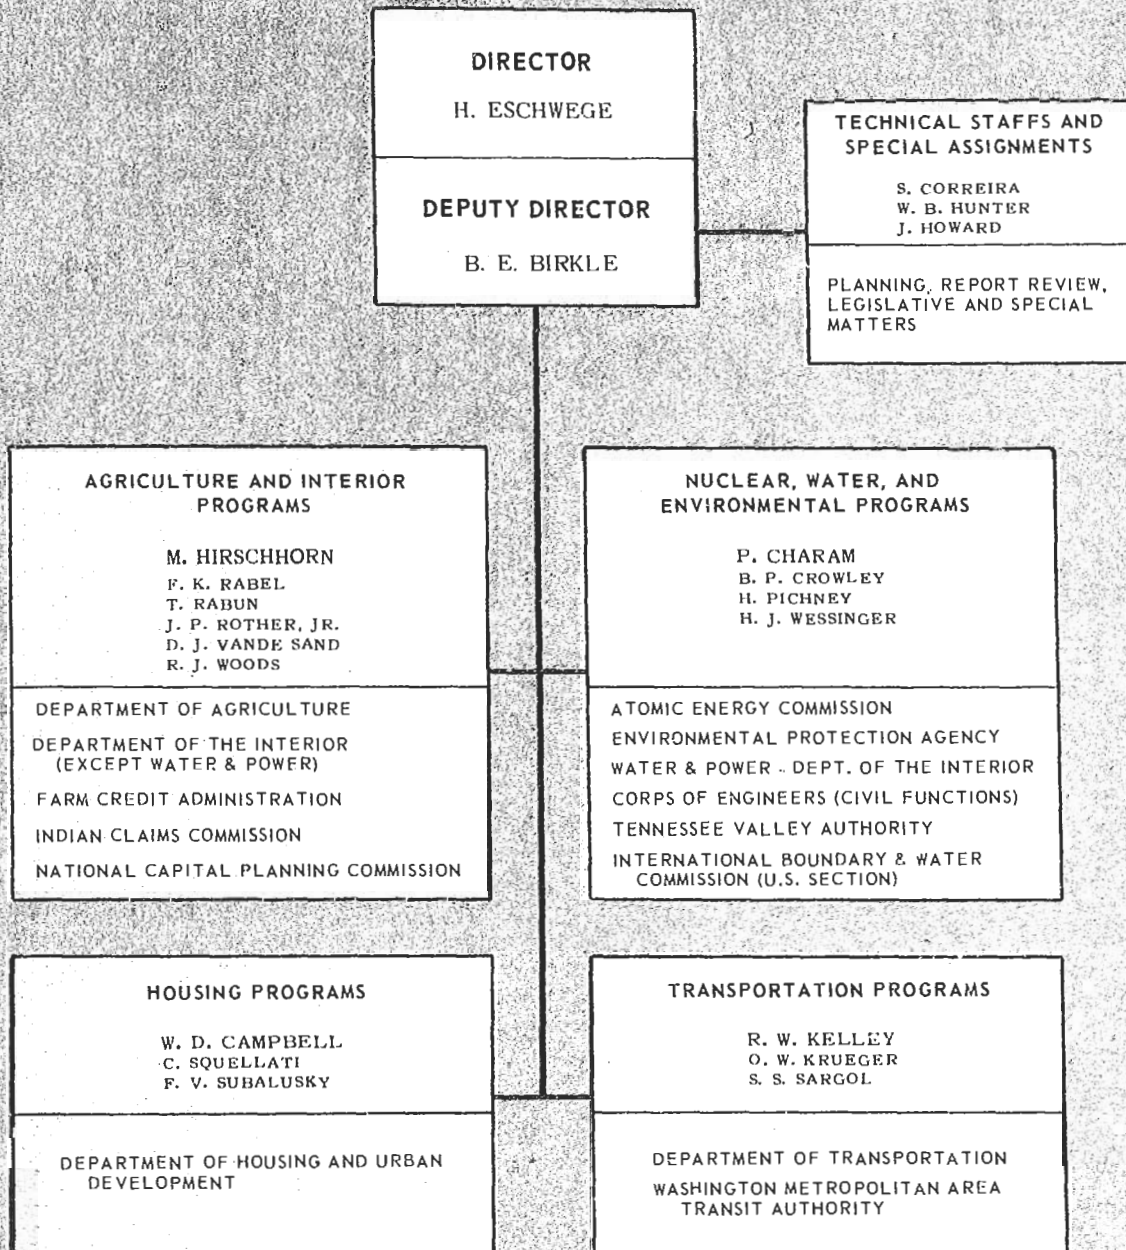 DIRECTOR
H. ESCHWEGE
DEPUTY DIRECTOR
B. E. BIRKLE
TECHNICAL STAFFS AND
SPECIAL ASSIGNMENTS
S. CORREIRA
W. B. HUNTER
J. HOWARD
PLANNING, REPORT REVIEW,
LEGISLATIVE AND SPECIAL
MATTERS
AGRICULTURE AND INTERIOR
PROGRAMS
M. HIRSCHHORN
F. K. RABEL
T. RABUN
J. P. ROTHER, JR.
D. J. VANDE SAND
R. J. WOODS
DEPARTMENT OF AGRICULTURE
DEPARTMENT OF THE INTERIOR
(EXCEPT WATER & POWER)
FARM CREDIT ADMINISTRATION
INDIAN CLAIMS COMMISSION
NATIONAL CAPITAL PLANNING COMMISSION
NUCLEAR, WATER, AND
ENVIRONMENTAL PROGRAMS
P. CHARAM
B. P. CROWLEY
H. PICHNEY
H. J. WESSINGER
ATOMIC ENERGY COMMISSION
ENVIRONMENTAL PROTECTION AGENCY
WATER & POWER - DEPT. OF THE INTERIOR
CORPS OF ENGINEERS (CIVIL FUNCTIONS)
TENNESSEE VALLEY AUTHORITY
INTERNATIONAL BOUNDARY & WATER
COMMISSION (U.S. SECTION)
HOUSING PROGRAMS
W. D. CAMPBELL
C. SQUELLATI
F. V. SUBALUSKY
DEPARTMENT OF HOUSING AND URBAN
DEVELOPMENT
TRANSPORTATION PROGRAMS
R. W. KELLEY
O. W. KRUEGER
S. S. SARGOL
DEPARTMENT OF TRANSPORTATION
WASHINGTON METROPOLITAN AREA
TRANSIT AUTHORITY